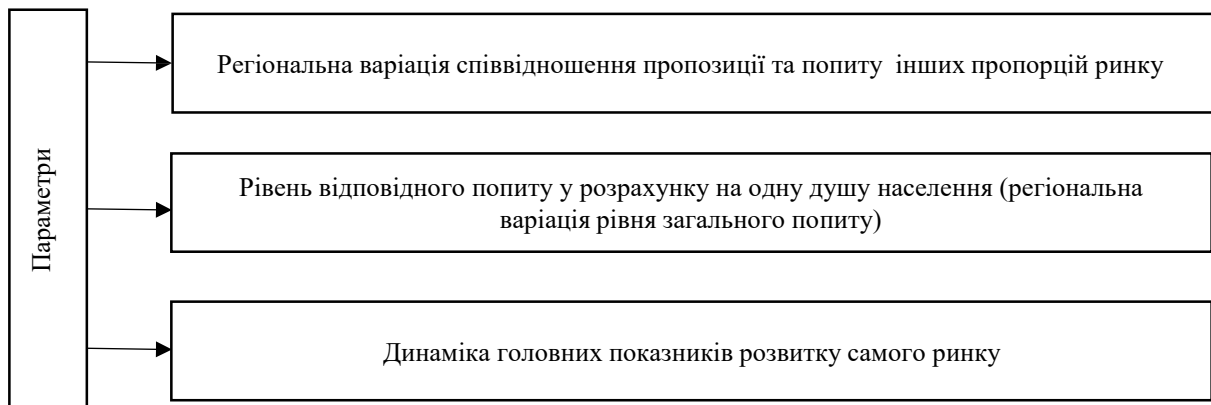 Параметри
Регіональна варіація співвідношення пропозиції та попиту  інших пропорцій ринку
Рівень відповідного попиту у розрахунку на одну душу населення (регіональна
варіація рівня загального попиту)
Динаміка головних показників розвитку самого ринку